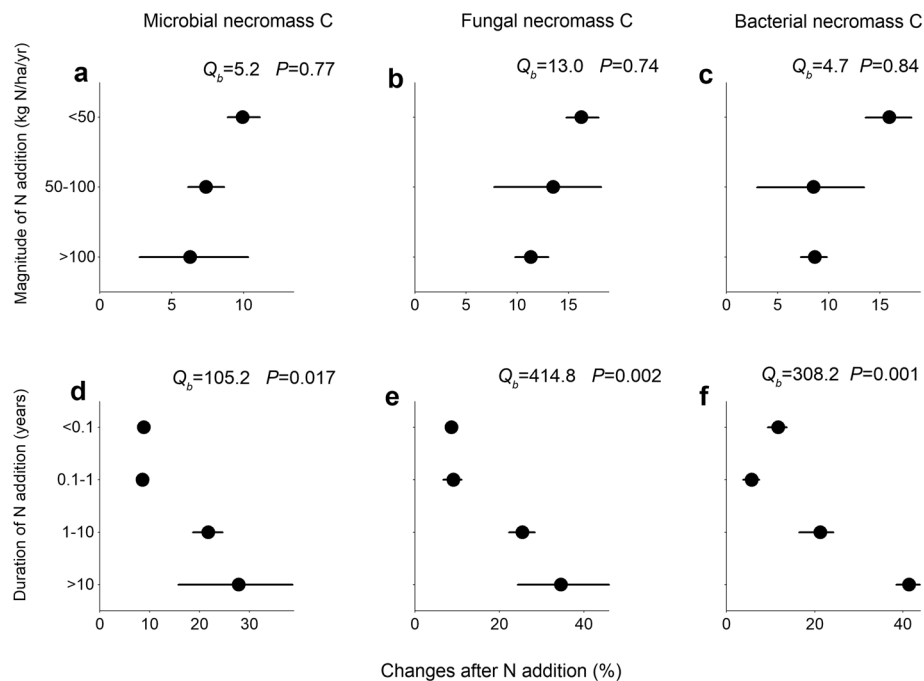 Microbial necromass C Fungal necromass C Bacterial necromass C
a Qb=5.2 P=0.77 b Qb=13.0 P=0.74 c Qb=4.7 P=0.84
Magnitude of N addition (kg N/ha/yr)
<50
50-100
>100
0 5 10 0 5 10 15 0 5 10 15
d Qb=105.2 P=0.017 e Qb=414.8 P=0.002 f Qb=308.2 P=0.001
Duration of N addition (years)
<0.1
0.1-1
1-10
>10
0 10 20 30 0 20 40 0 20 40
Changes after N addition (%)